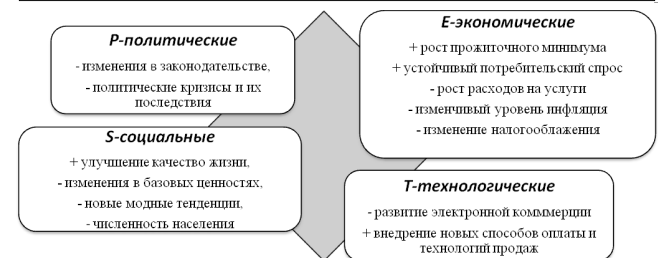 P-политические
- изменения в законодательстве,
- политические кризисы и их
последствия
E-экономические
+ рост прожиточного минимума
+ устойчивый потребительский спрос
- рост расходов на услуги
- изменчивый уровень инфляция
- изменение налогооблажения
S-социальные
+ улучшение качество жизни,
- изменения в базовых ценностях,
- новые модные тенденции,
- численность населения
T-технологические
- развитие электронной комммерции
+ внедрение новых способов оплаты и
технологий продаж